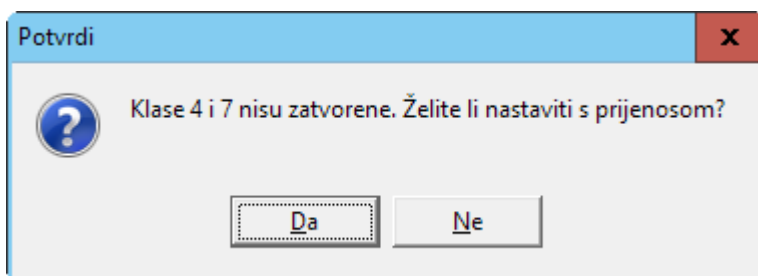 Potvrdi
Klase 4 i 7 nisu zatvorene. Želite li nastaviti s prijenosom?
Da
Ne